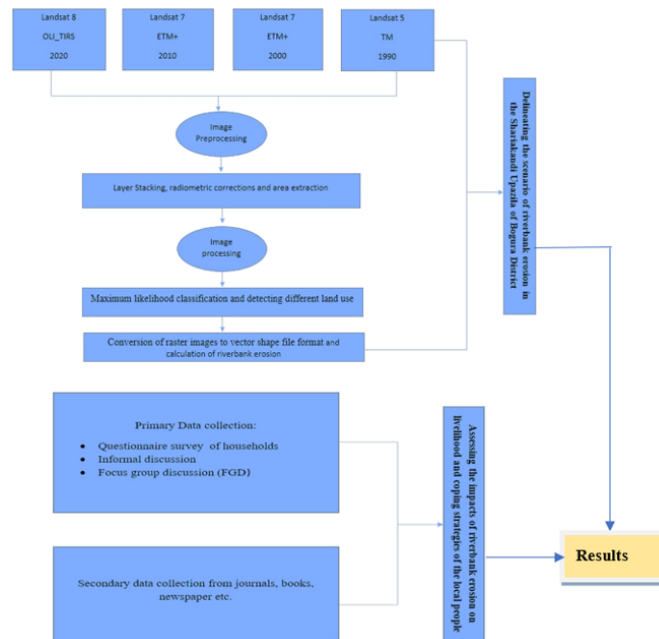 Landsat 8
OLI_TIRS
2020
Landsat 7
ETM+
2010
Landsat 7
ETM+
2000
Landsat 5
TM
1990
Image
Preprocessing
Layer Stacking, radiometric corrections and area extraction
Image
processing
Maximum likelihood classification and detecting different land use
Conversion of raster images to vector shape file format and
calculation of riverbank erosion
Delineating the scenario of riverbank erosion in
the Shariakandi Upazila of Bogura District
Primary Data collection:
• Questionnaire survey of households
• Informal discussion
• Focus group discussion (FGD)
Secondary data collection from journals, books,
newspaper etc.
Assessing the impacts of riverbank erosion on
livelihood and coping strategies of the local people
Results